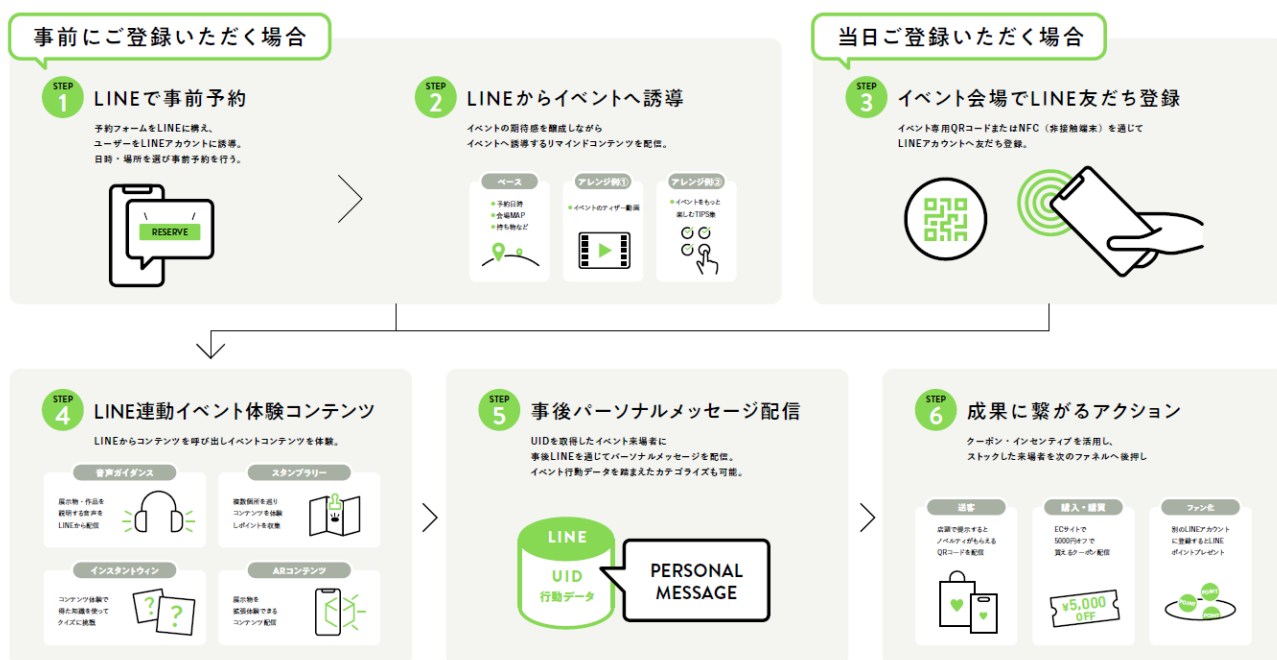 事前にご登録いただく場合
STEP
1
LINEで事前予約
予約フォームをLINEに構え、
ユーザーをLINEアカウントに誘導。
日時・場所を選び事前予約を行う。
RESERVE
STEP
2
LINEからイベントへ誘導
イベントの期待感を醸成しながら
イベントへ誘導するリマインドコンテンツを配信。
ベース
●予約日時
●会場MAP
●持ち物など
アレンジ例①
●イベントのティザー動画
アレンジ例②
●イベントをもっと
楽しむTIPS集
当日ご登録いただく場合
STEP
3
イベント会場でLINE友だち登録
イベント専用QRコードまたはNFC（非接触端末）を通じて
LINEアカウントへ友だち登録。
STEP
4
LINE連動イベント体験コンテンツ
LINEからコンテンツを呼び出しイベントコンテンツを体験。
音声ガイダンス
展示物・作品を
説明する音声を
LINEから配信
スタンプラリー
複数個所を巡り
コンテンツを体験
しポイントを収集
インスタントウィン
コンテンツ体験で
得た知識を使って
クイズに挑戦
?
?
ARコンテンツ
展示物を
拡張体験できる
コンテンツ配信
STEP
5
事後パーソナルメッセージ配信
UIDを取得したイベント来場者に
事後LINEを通じてパーソナルメッセージを配信。
イベント行動データを踏まえたカテゴライズも可能。
LINE
UID
行動データ
PERSONAL
MESSAGE
STEP
6
成果に繋がるアクション
クーポン・インセンティブを活用し、
ストックした来場者を次のファネルへ後押し
送客
店頭で提示すると
ノベルティがもらえる
QRコードを配信
購入・購買
ECサイトで
5000円オフで
買えるクーポン配信
¥5,000
OFF
ファン化
別のLINEアカウント
に登録するとLINE
ポイントプレゼント
POINT
POINT
POINT